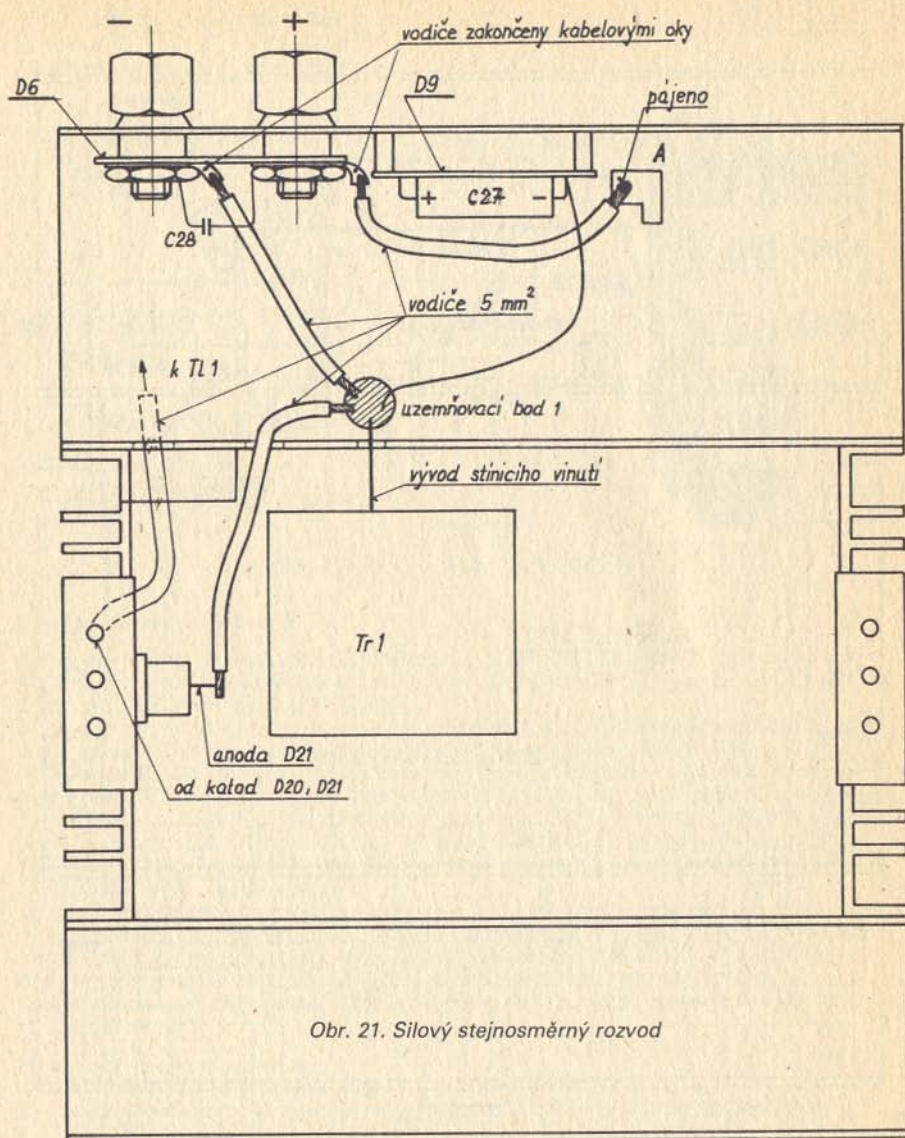 − +
vodiče zakončeny kabelovými oky
D6
D9
pájeno
A
+ C27 −
C28
vodiče 5 mm²
k Tl 1
uzemňovací bod 1
vývod stínicího vinutí
Tr1
anoda D21
od katod D20, D21
Obr. 21. Silový stejnosměrný rozvod